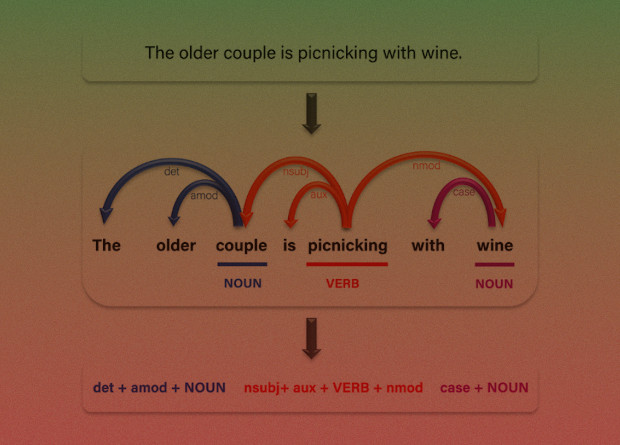 The older couple is picnicking with wine.
det nsubj nmod
amod aux case
The older couple is picnicking with wine
NOUN VERB NOUN
det + amod + NOUN nsubj+ aux + VERB + nmod case + NOUN